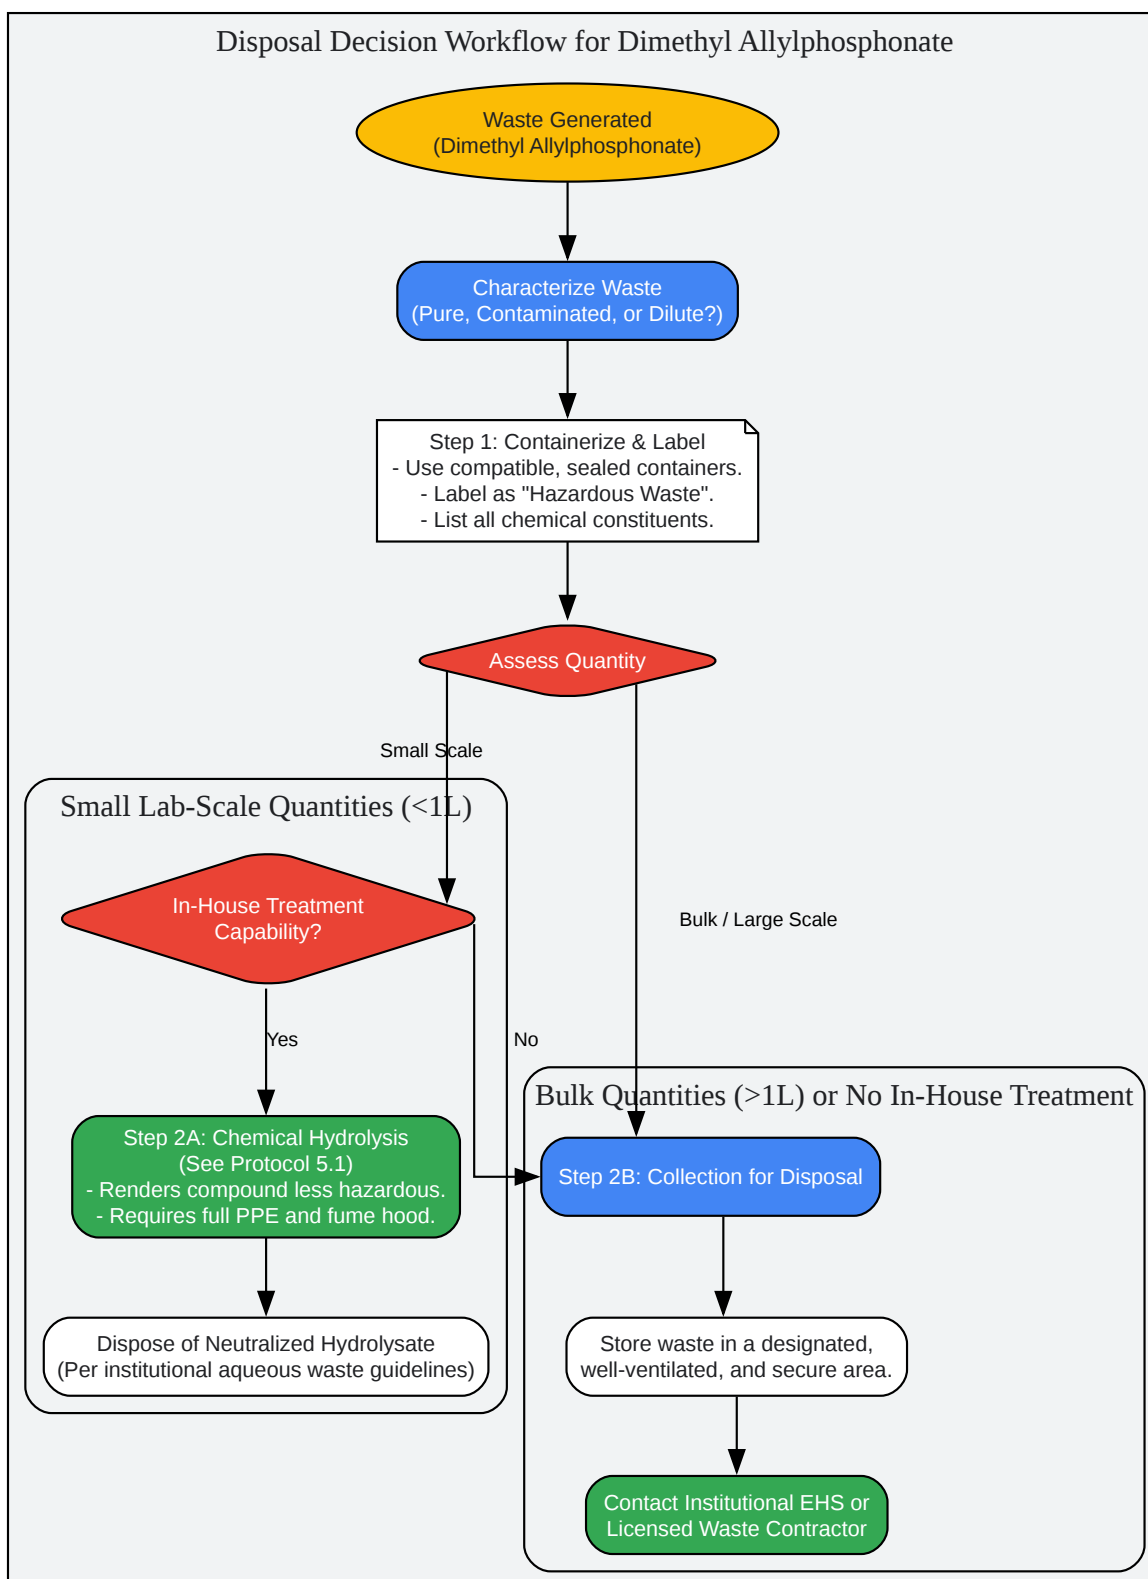 Disposal Decision Workflow for Dimethyl Allylphosphonate
Waste Generated
(Dimethyl Allylphosphonate)
Characterize Waste
(Pure, Contaminated, or Dilute?)
Step 1: Containerize & Label
- Use compatible, sealed containers.
- Label as "Hazardous Waste".
- List all chemical constituents.
Assess Quantity
Small Scale
Small Lab-Scale Quantities (<1L)
In-House Treatment
Capability?
Bulk / Large Scale
Yes
No
Bulk Quantities (>1L) or No In-House Treatment
Step 2A: Chemical Hydrolysis
(See Protocol 5.1)
- Renders compound less hazardous.
- Requires full PPE and fume hood.
Step 2B: Collection for Disposal
Dispose of Neutralized Hydrolysate
(Per institutional aqueous waste guidelines)
Store waste in a designated,
well-ventilated, and secure area.
Contact Institutional EHS or
Licensed Waste Contractor